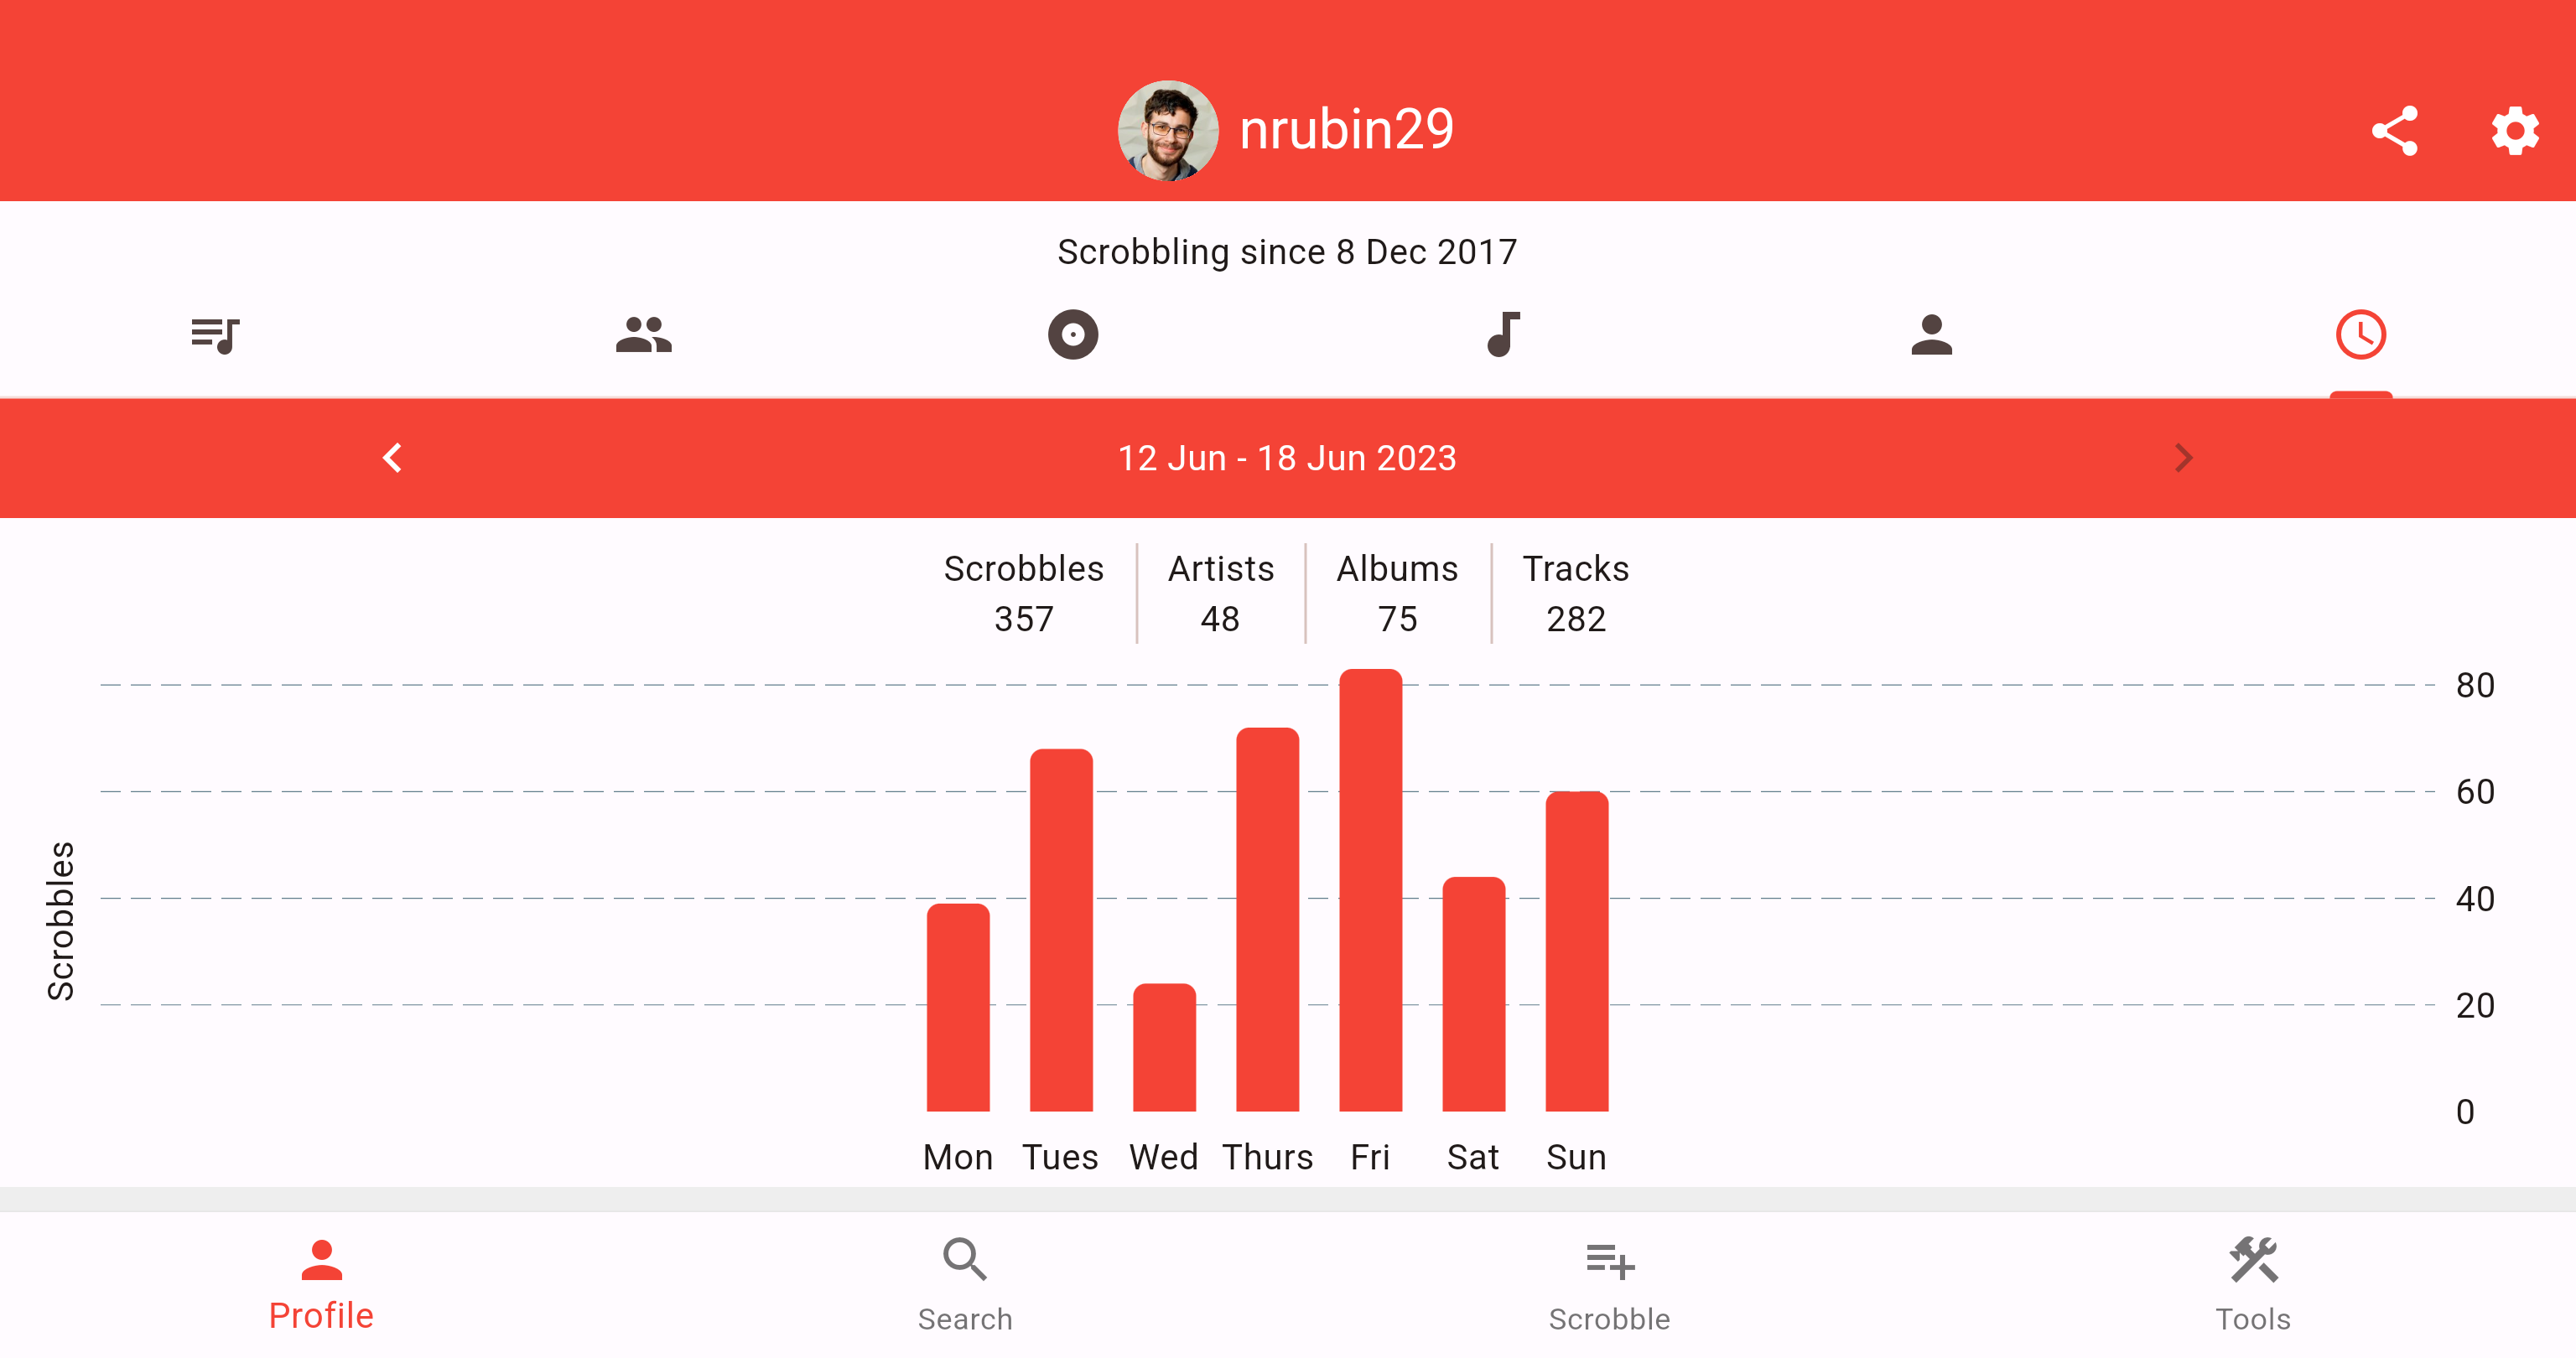 nrubin29
Scrobbling since 8 Dec 2017
12 Jun - 18 Jun 2023
Scrobbles Artists Albums Tracks
357 48 75 282
80
60
40
20
0
Scrobbles
Mon Tues Wed Thurs Fri Sat Sun
Profile Search Scrobble Tools